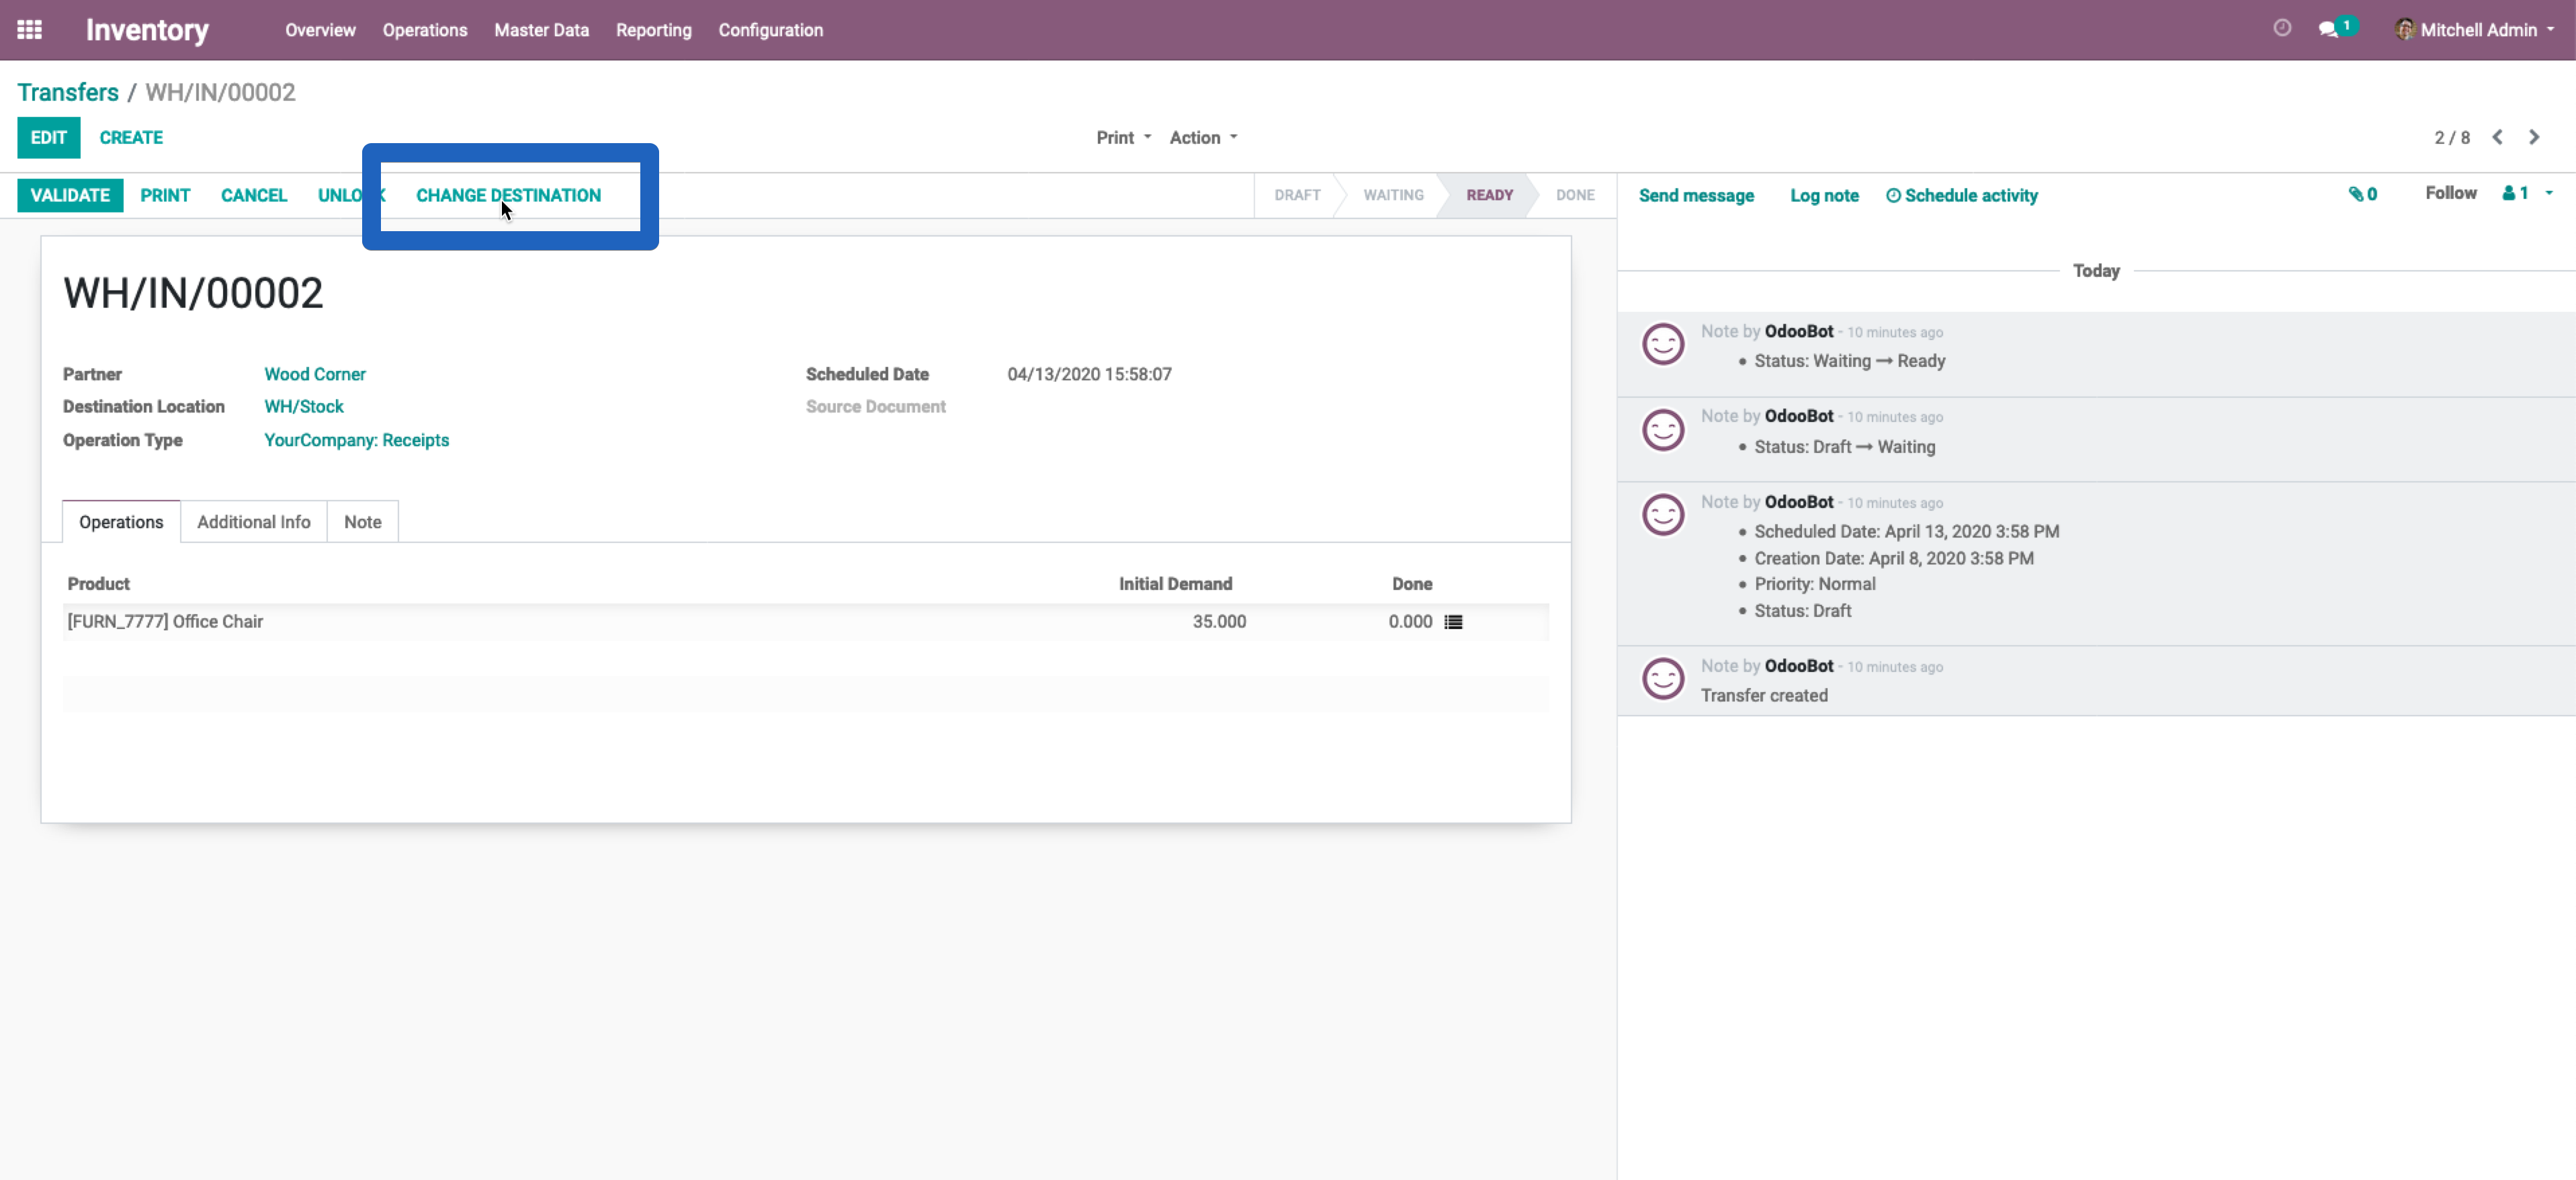 Inventory Overview Operations Master Data Reporting Configuration 1 Mitchell Admin
Transfers / WH/IN/00002
EDIT CREATE Print Action 2 / 8
VALIDATE PRINT CANCEL CHANGE DESTINATION DRAFT WAITING READY DONE
Send message Log note Schedule activity 0 Follow 1
WH/IN/00002
Partner Wood Corner Scheduled Date 04/13/2020 15:58:07
Destination Location WH/Stock Source Document
Operation Type YourCompany: Receipts
Operations Additional Info Note
Product Initial Demand Done
[FURN_7777] Office Chair 35.000 0.000
Today
Note by OdooBot - 10 minutes ago
• Status: Waiting → Ready
Note by OdooBot - 10 minutes ago
• Status: Draft → Waiting
Note by OdooBot - 10 minutes ago
• Scheduled Date: April 13, 2020 3:58 PM
• Creation Date: April 8, 2020 3:58 PM
• Priority: Normal
• Status: Draft
Note by OdooBot - 10 minutes ago
Transfer created